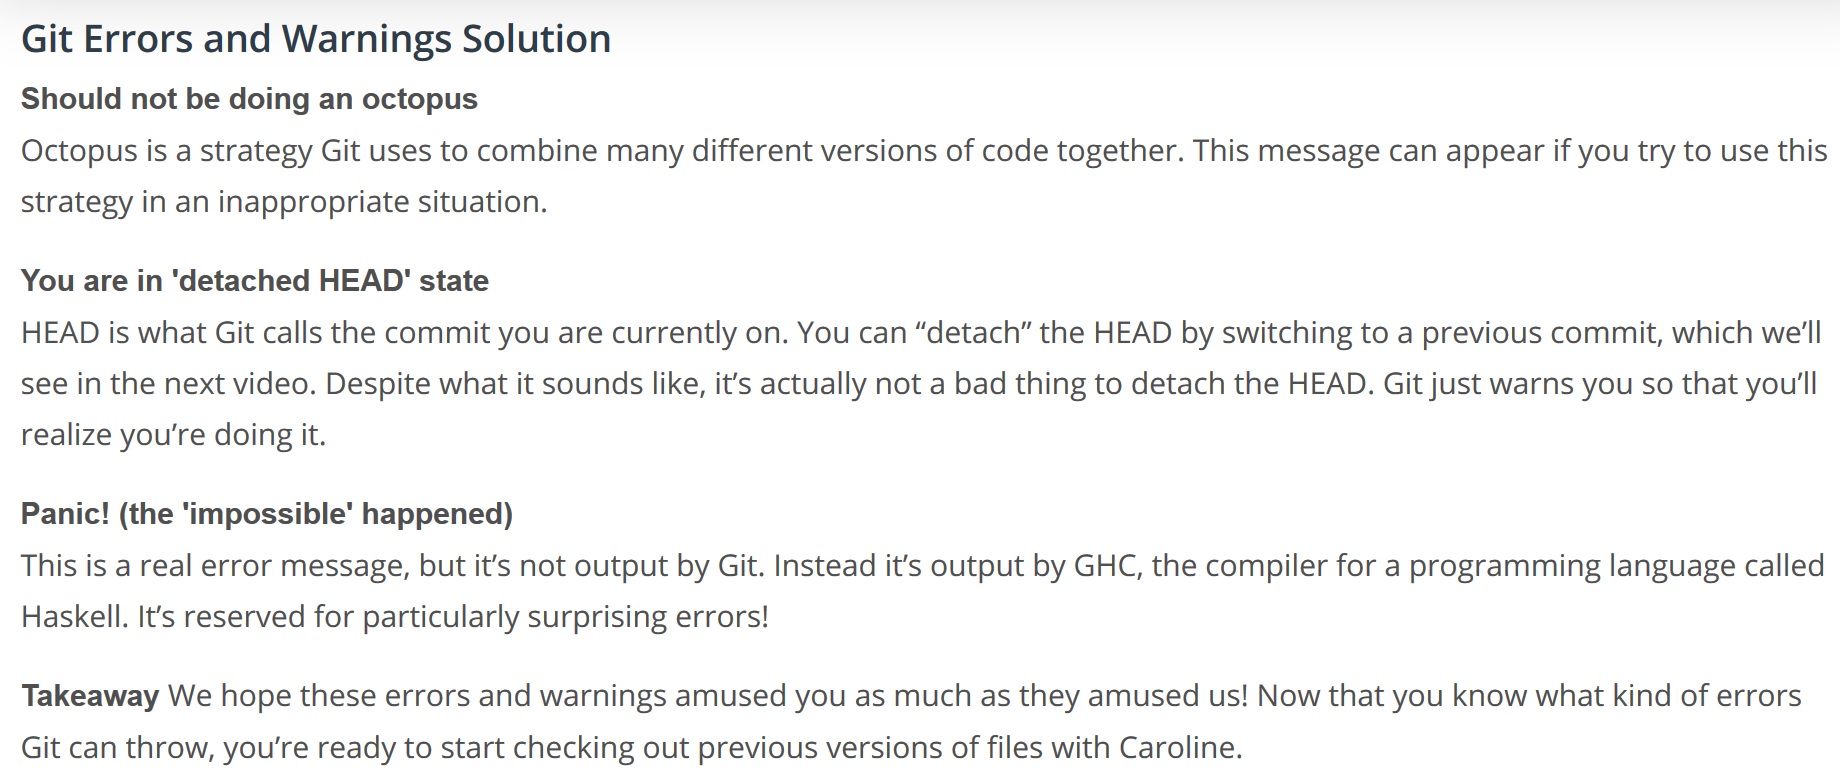 Git Errors and Warnings Solution
Should not be doing an octopus
Octopus is a strategy Git uses to combine many different versions of code together. This message can appear if you try to use this
strategy in an inappropriate situation.
You are in 'detached HEAD' state
HEAD is what Git calls the commit you are currently on. You can “detach” the HEAD by switching to a previous commit, which we’ll
see in the next video. Despite what it sounds like, it’s actually not a bad thing to detach the HEAD. Git just warns you so that you’ll
realize you’re doing it.
Panic! (the 'impossible' happened)
This is a real error message, but it’s not output by Git. Instead it’s output by GHC, the compiler for a programming language called
Haskell. It’s reserved for particularly surprising errors!
Takeaway We hope these errors and warnings amused you as much as they amused us! Now that you know what kind of errors
Git can throw, you’re ready to start checking out previous versions of files with Caroline.